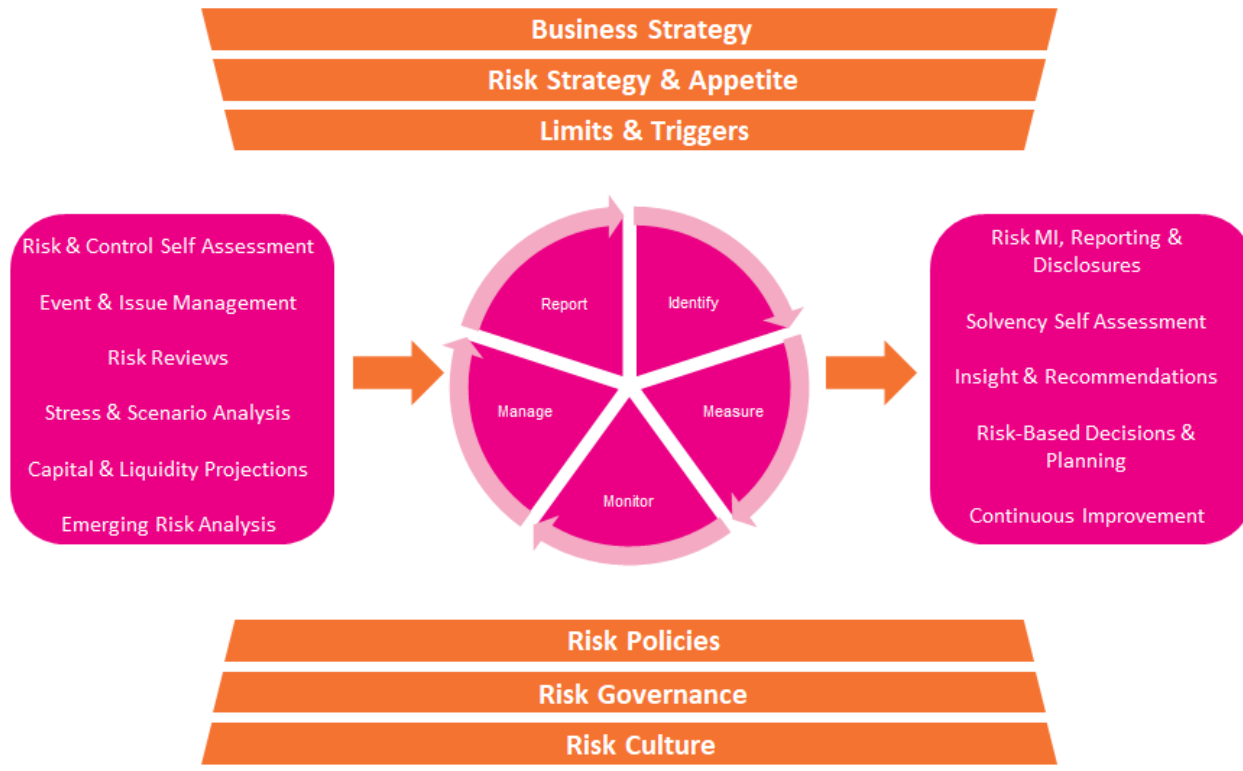 Business Strategy
Risk Strategy & Appetite
Limits & Triggers
Risk & Control Self Assessment
Event & Issue Management
Risk Reviews
Stress & Scenario Analysis
Capital & Liquidity Projections
Emerging Risk Analysis
Report
Identify
Manage
Measure
Monitor
Risk MI, Reporting &
Disclosures
Solvency Self Assessment
Insight & Recommendations
Risk-Based Decisions &
Planning
Continuous Improvement
Risk Policies
Risk Governance
Risk Culture